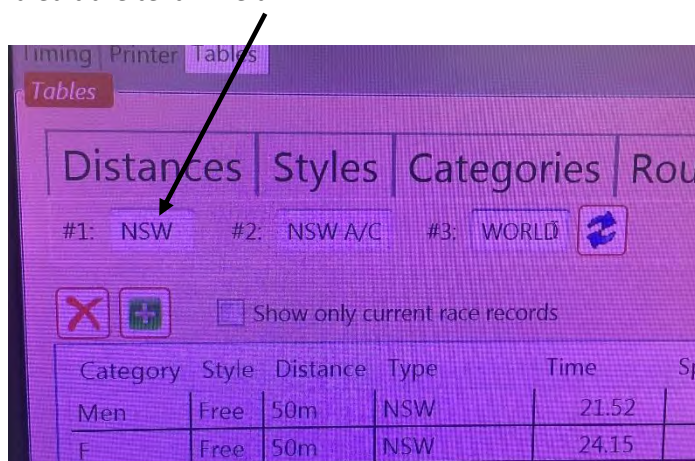 Timing Printer Tables
Tables
Distances Styles Categories Rou
#1: NSW #2: NSW A/C #3: WORLD
Show only current race records
Category Style Distance Type Time Sp
Men Free 50m NSW 21.52
F Free 50m NSW 24.15